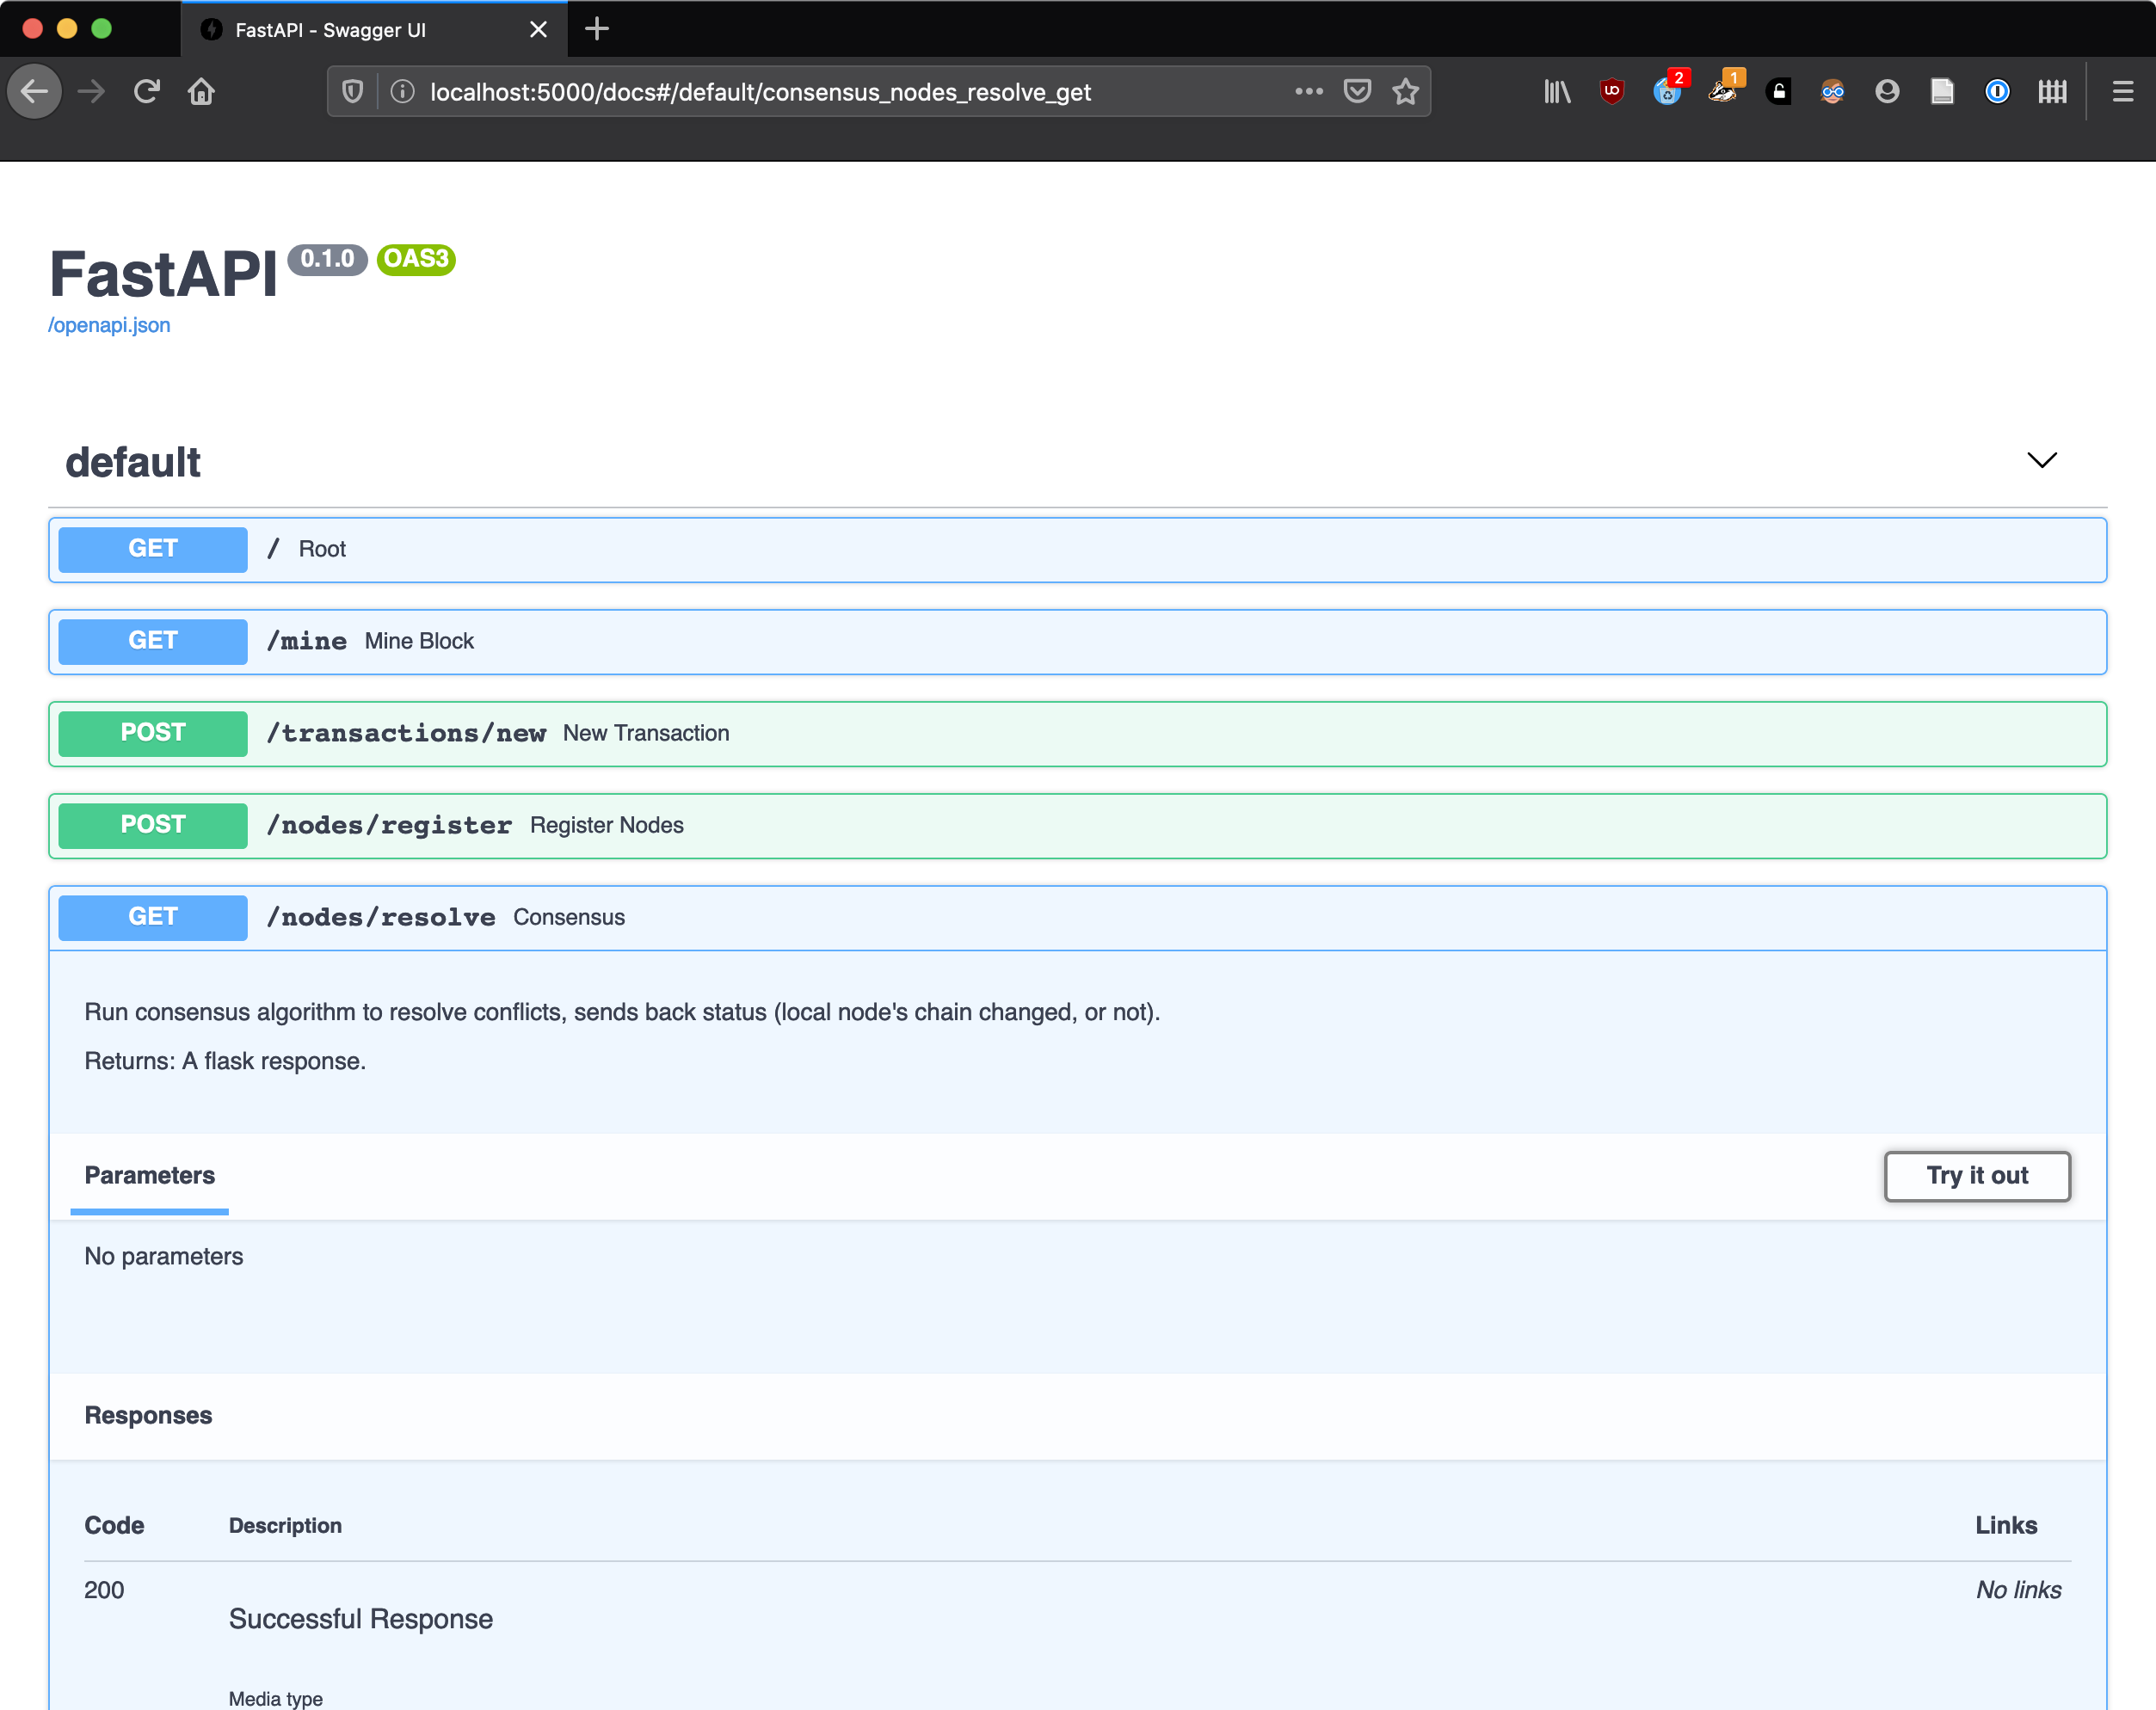 FastAPI - Swagger UI
localhost:5000/docs#/default/consensus_nodes_resolve_get
2
1
FastAPI 0.1.0 OAS3
/openapi.json
default
GET / Root
GET /mine Mine Block
POST /transactions/new New Transaction
POST /nodes/register Register Nodes
GET /nodes/resolve Consensus
Run consensus algorithm to resolve conflicts, sends back status (local node's chain changed, or not).
Returns: A flask response.
Parameters Try it out
No parameters
Responses
Code Description Links
200 No links
Successful Response
Media type